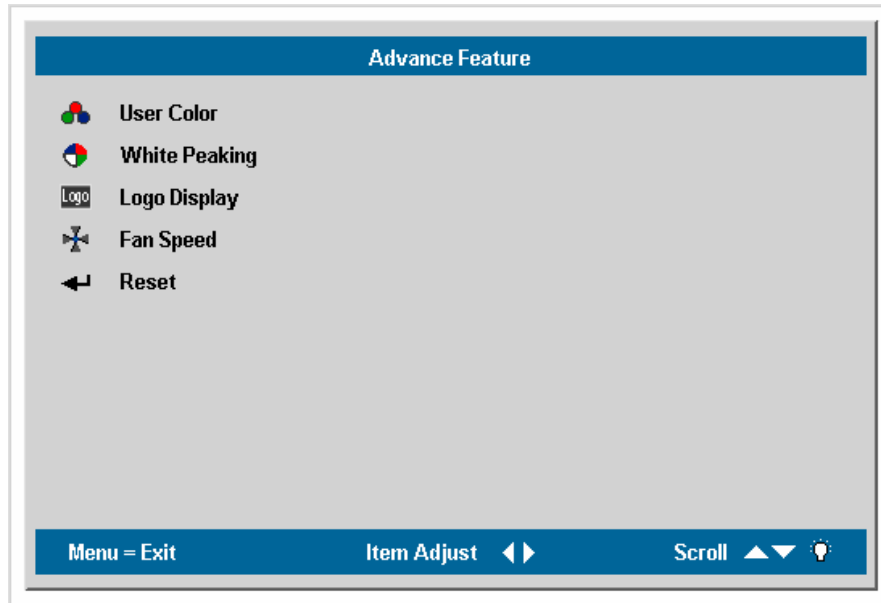 Advance Feature
User Color
White Peaking
Logo Logo Display
Fan Speed
Reset
Menu = Exit Item Adjust Scroll